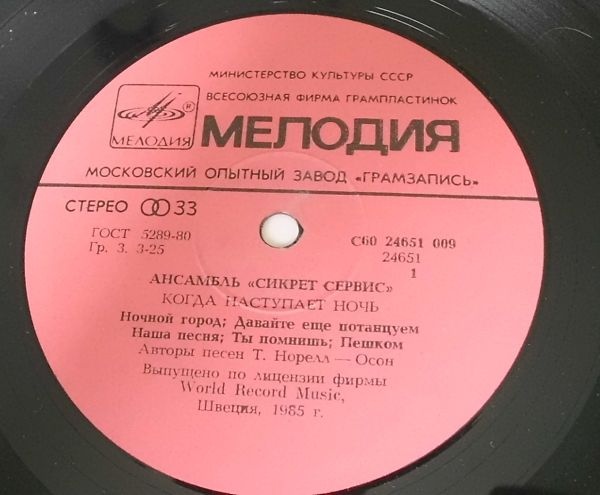 МИНИСТЕРСТВО КУЛЬТУРЫ СССР
ВСЕСОЮЗНАЯ ФИРМА ГРАМПЛАСТИНОК
®
МЕЛОДИЯ
МЕЛОДИЯ
МОСКОВСКИЙ ОПЫТНЫЙ ЗАВОД «ГРАМЗАПИСЬ»
СТЕРЕО 33
ГОСТ 5289-80
Гр. 3. 3-25
С60 24651 009
24651
1
АНСАМБЛЬ «СИКРЕТ СЕРВИС»
КОГДА НАСТУПАЕТ НОЧЬ
Ночной город; Давайте еще потанцуем
Наша песня; Ты помнишь; Пешком
Авторы песен Т. Норелл — Осон
Выпущено по лицензии фирмы
World Record Music,
Швеция, 1985 г.